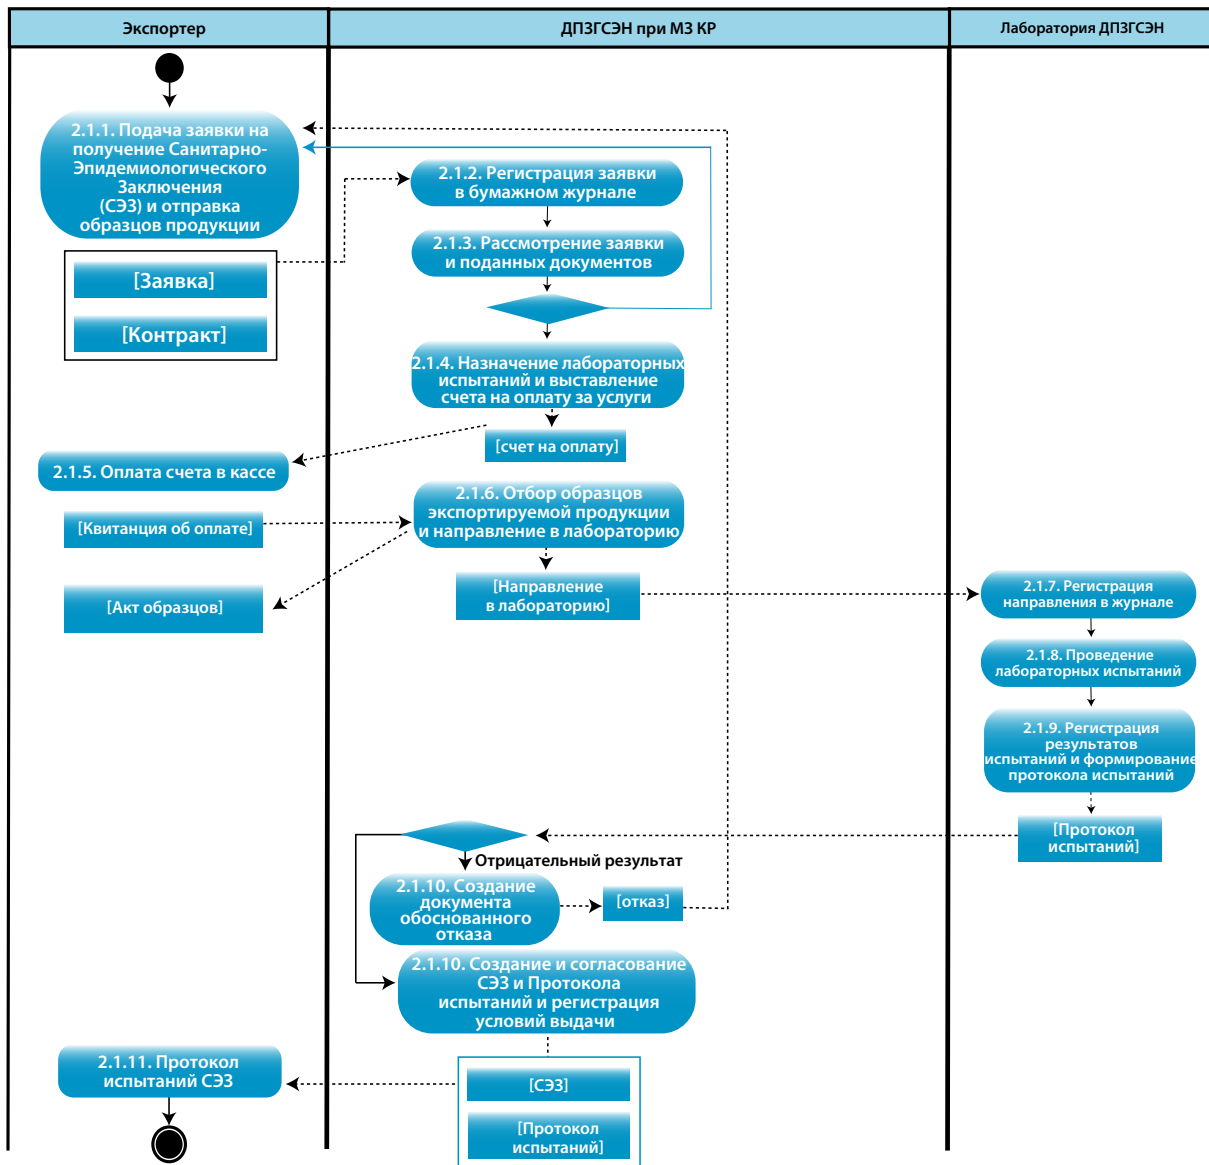 Экспортер
ДПЗГСЭН при МЗ КР
Лаборатория ДПЗГСЭН
2.1.1. Подача заявки на
получение Санитарно-
Эпидемиологического
Заключения
(СЭЗ) и отправка
образцов продукции
[Заявка]
[Контракт]
2.1.2. Регистрация заявки
в бумажном журнале
2.1.3. Рассмотрение заявки
и поданных документов
2.1.4. Назначение лабораторных
испытаний и выставление
счета на оплату за услуги
[счет на оплату]
2.1.5. Оплата счета в кассе
[Квитанция об оплате]
2.1.6. Отбор образцов
экспортируемой продукции
и направление в лабораторию
[Акт образцов]
[Направление
в лабораторию]
2.1.7. Регистрация
направления в журнале
2.1.8. Проведение
лабораторных испытаний
2.1.9. Регистрация
результатов
испытаний и формирование
протокола испытаний
[Протокол
испытаний]
Отрицательный результат
2.1.10. Создание
документа
обоснованного
отказа
[отказ]
2.1.10. Создание и согласование
СЭЗ и Протокола
испытаний и регистрация
условий выдачи
2.1.11. Протокол
испытаний СЭЗ
[СЭЗ]
[Протокол
испытаний]